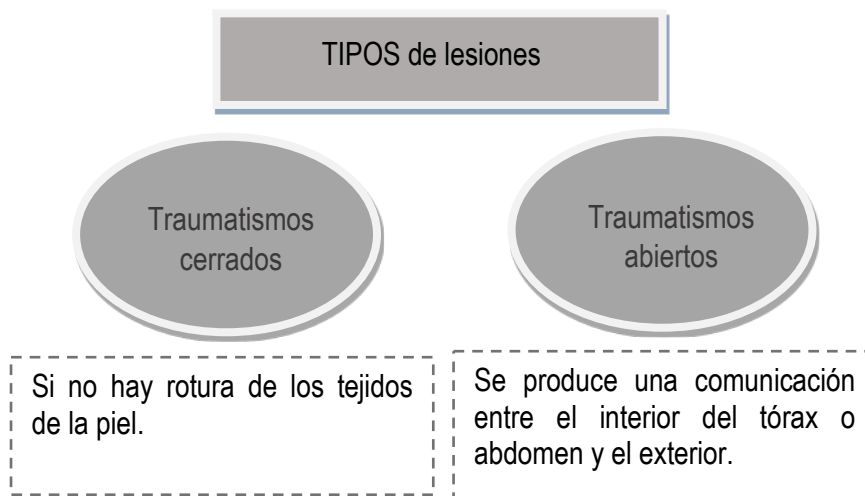 TIPOS de lesiones
Traumatismos
cerrados
Traumatismos
abiertos
Si no hay rotura de los tejidos
de la piel.
Se produce una comunicación
entre el interior del tórax o
abdomen y el exterior.